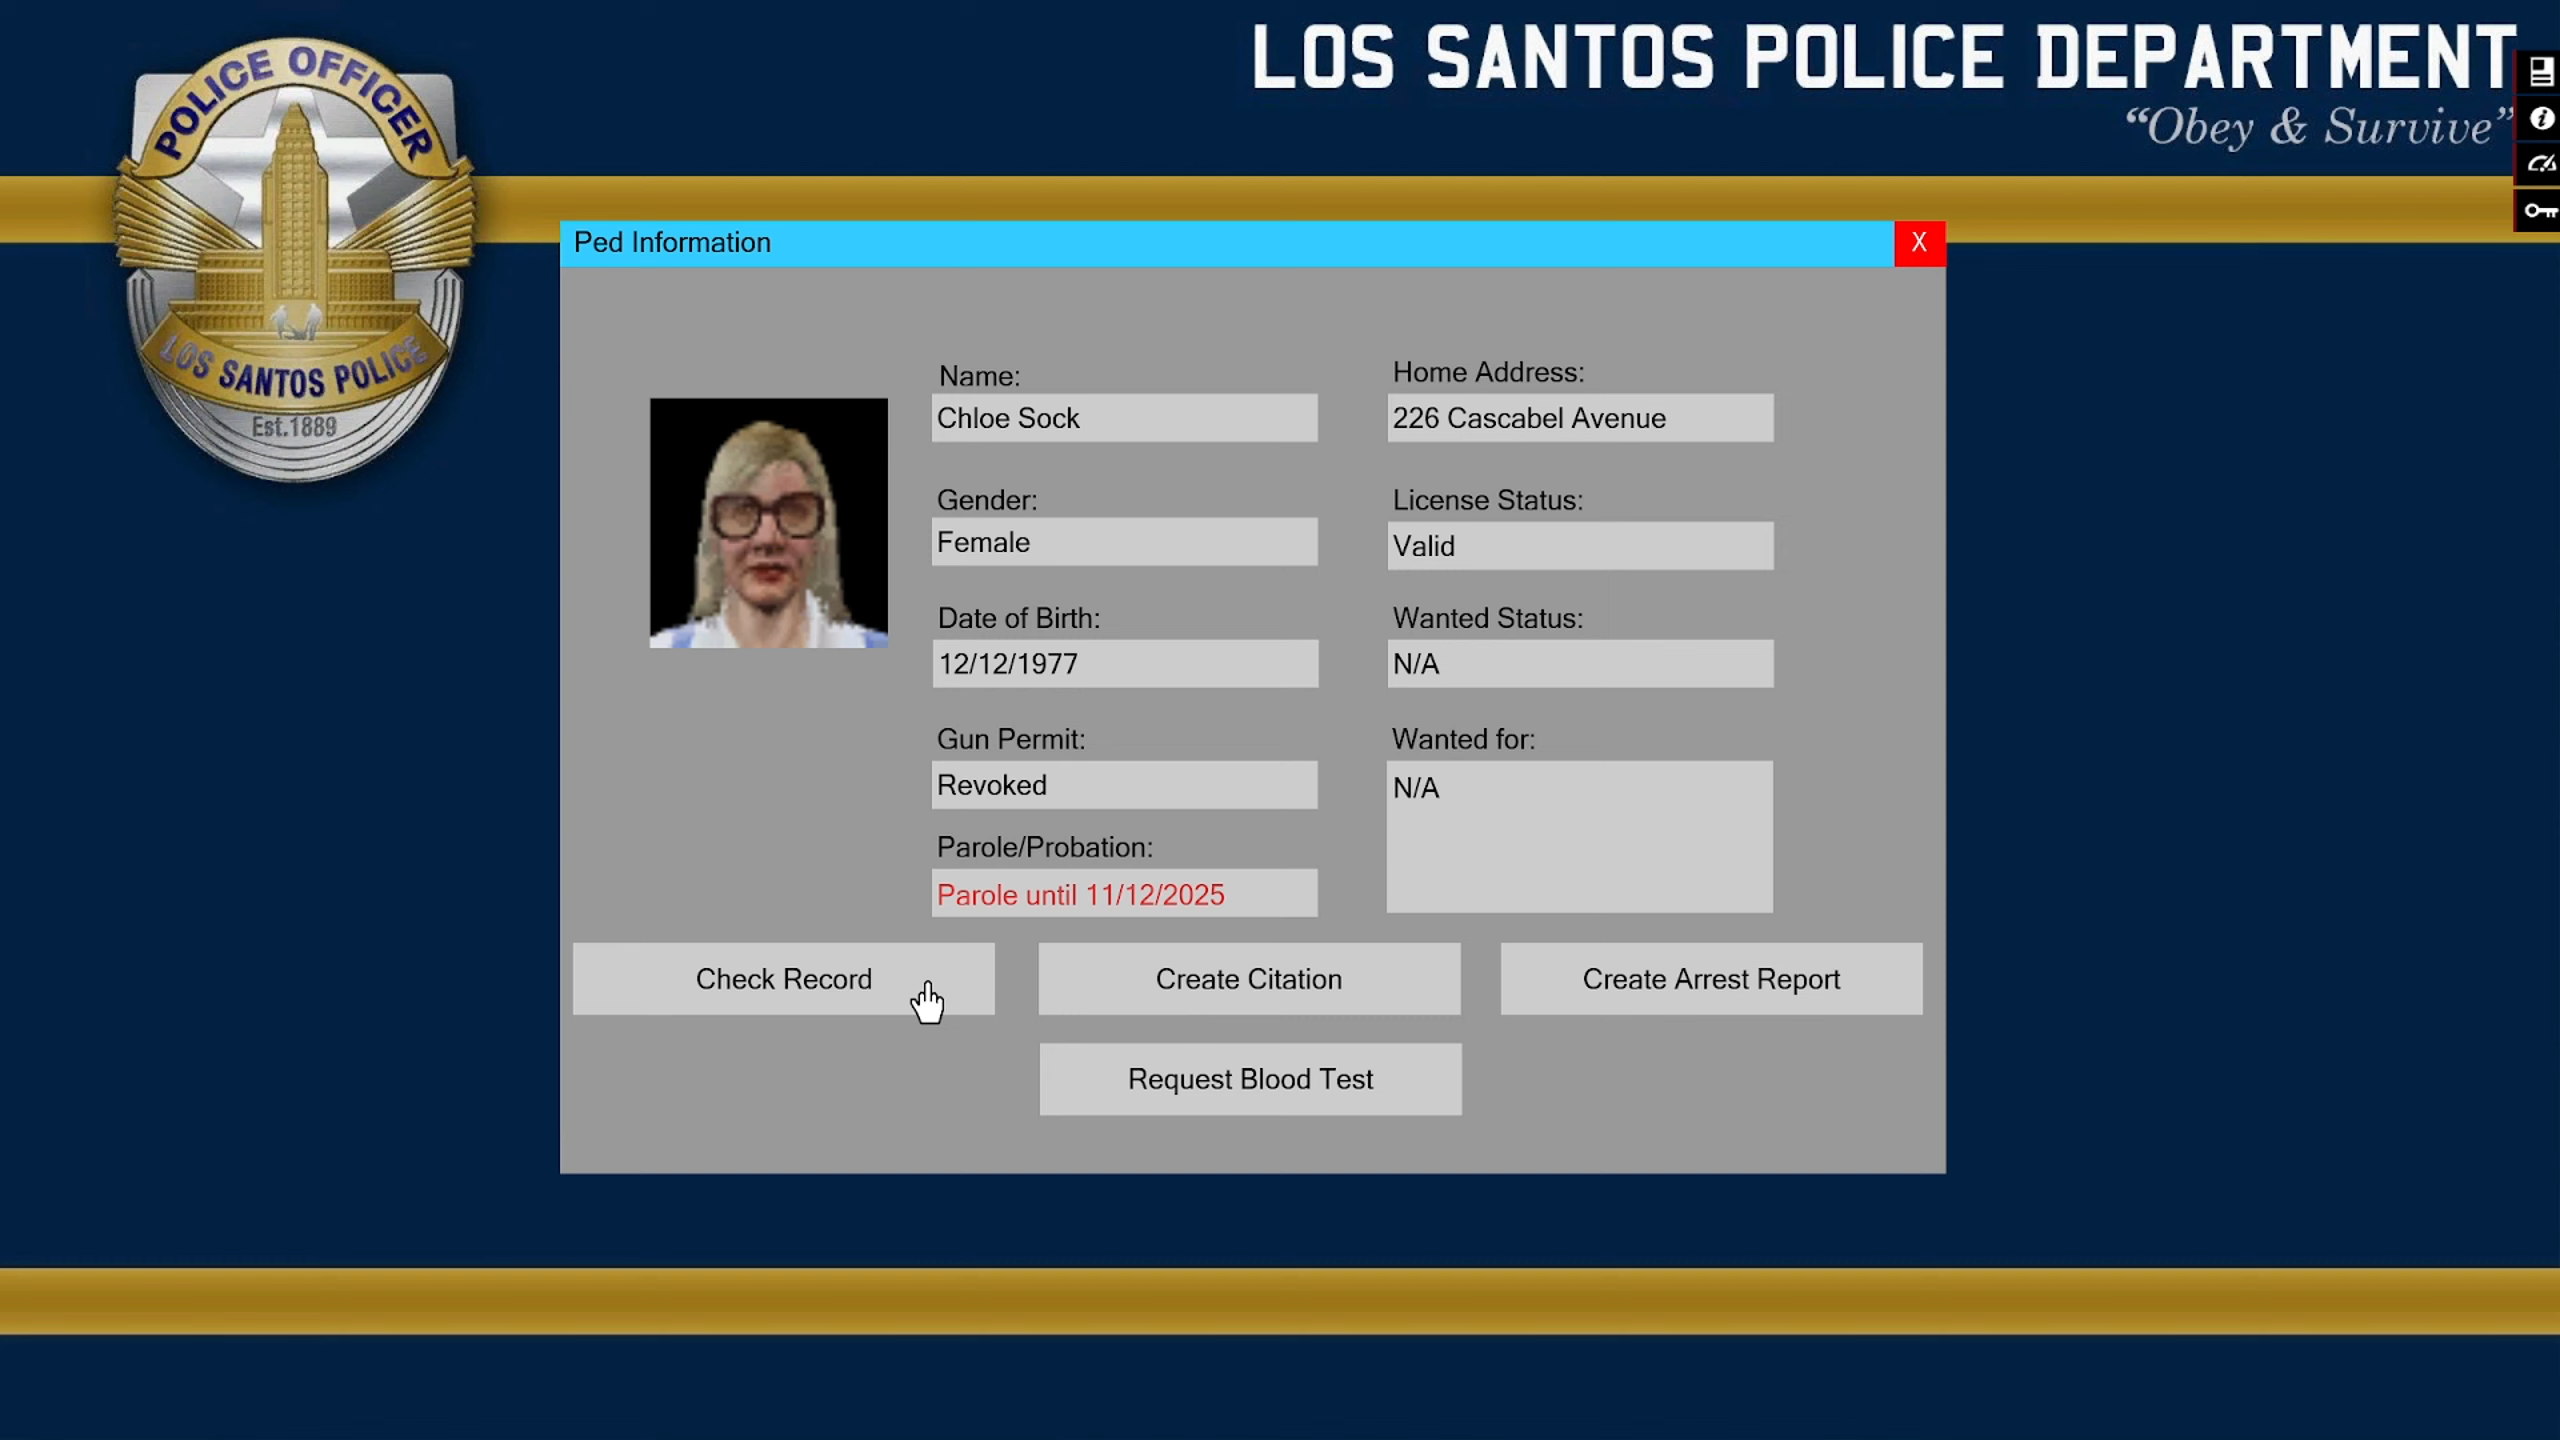 LOS SANTOS POLICE DEPARTMENT
“Obey & Survive”
POLICE OFFICER
LOS SANTOS POLICE
Est.1889
Ped Information
X
Name:
Chloe Sock
Home Address:
226 Cascabel Avenue
Gender:
Female
License Status:
Valid
Date of Birth:
12/12/1977
Wanted Status:
N/A
Gun Permit:
Revoked
Wanted for:
N/A
Parole/Probation:
Parole until 11/12/2025
Check Record
Create Citation
Create Arrest Report
Request Blood Test